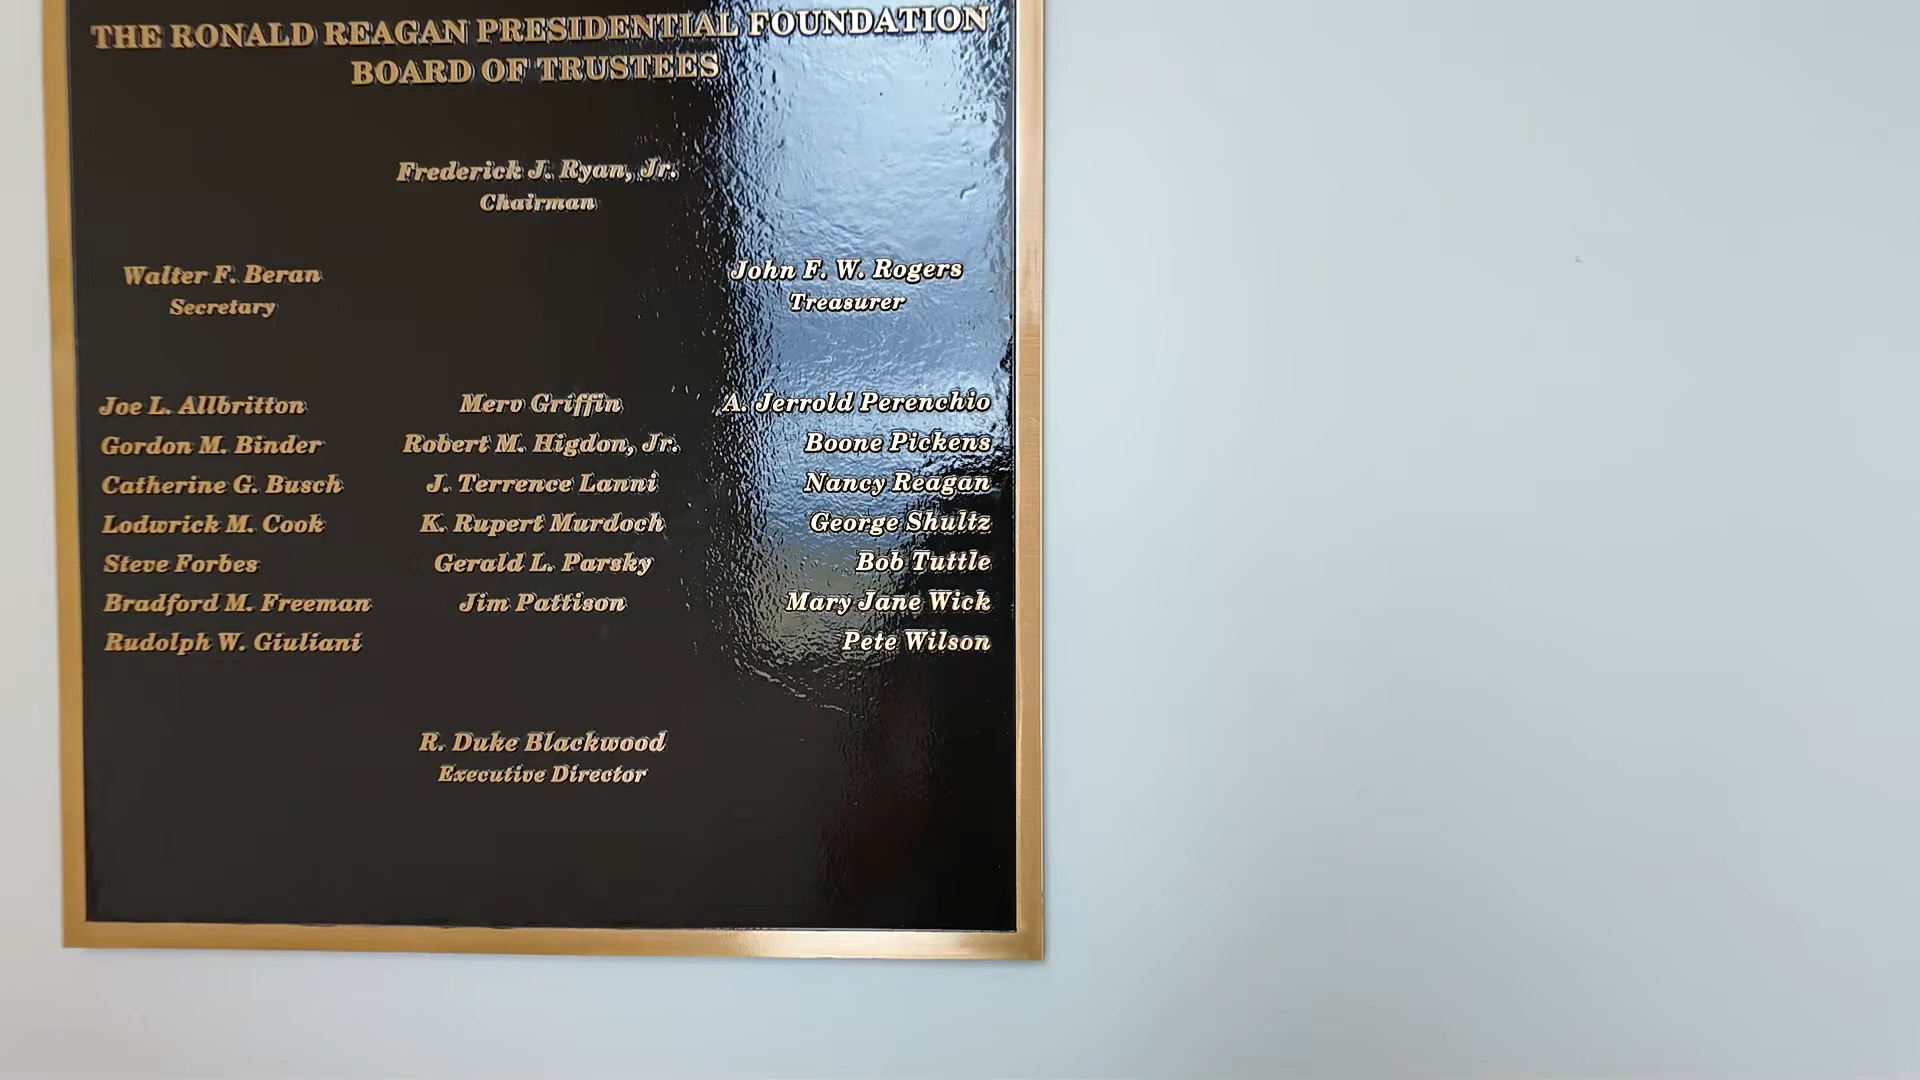 THE RONALD REAGAN PRESIDENTIAL FOUNDATION
BOARD OF TRUSTEES
Frederick J. Ryan, Jr.
Chairman
Walter F. Beran
Secretary
John F. W. Rogers
Treasurer
Joe L. Allbritton
Gordon M. Binder
Catherine G. Busch
Lodwrick M. Cook
Steve Forbes
Bradford M. Freeman
Rudolph W. Giuliani
Merv Griffin
Robert M. Higdon, Jr.
J. Terrence Lanni
K. Rupert Murdoch
Gerald L. Parsky
Jim Pattison
A. Jerrold Perenchio
Boone Pickens
Nancy Reagan
George Shultz
Bob Tuttle
Mary Jane Wick
Pete Wilson
R. Duke Blackwood
Executive Director